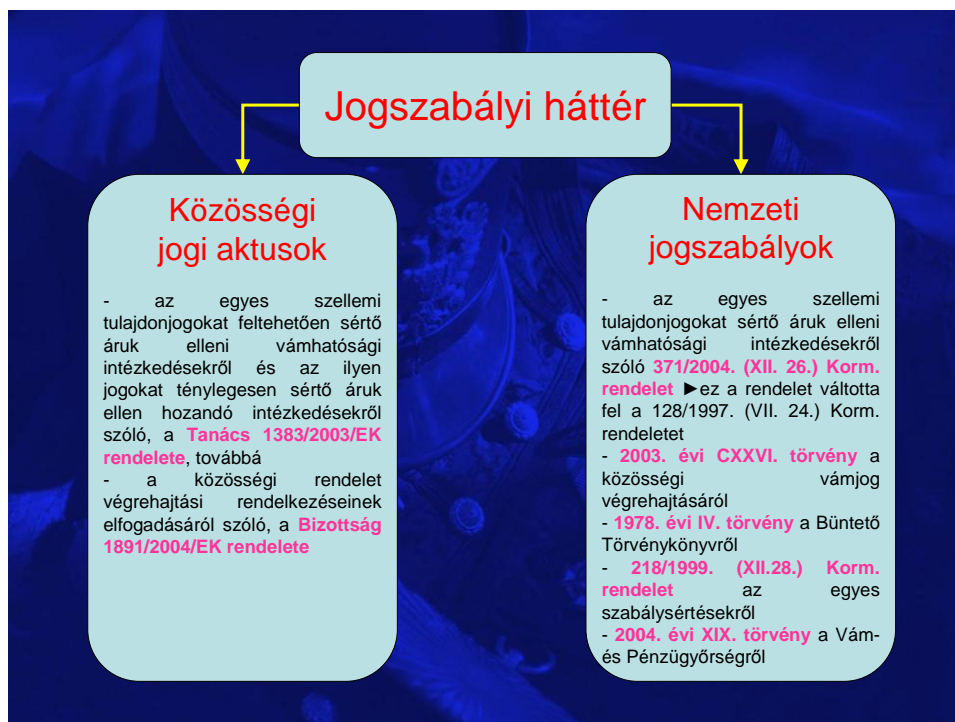 Jogszabályi háttér
Közösségi
jogi aktusok
- az egyes szellemi
tulajdonjogokat feltehetően sértő
áruk elleni vámhatósági
intézkedésekről és az ilyen
jogokat ténylegesen sértő áruk
ellen hozandó intézkedésekről
szóló, a Tanács 1383/2003/EK
rendelete, továbbá
- a közösségi rendelet
végrehajtási rendelkezéseinek
elfogadásáról szóló, a Bizottság
1891/2004/EK rendelete
Nemzeti
jogszabályok
- az egyes szellemi
tulajdonjogokat sértő áruk elleni
vámhatósági intézkedésekről
szóló 371/2004. (XII. 26.) Korm.
rendelet ►ez a rendelet váltotta
fel a 128/1997. (VII. 24.) Korm.
rendeletet
- 2003. évi CXXVI. törvény a
közösségi vámjog
végrehajtásáról
- 1978. évi IV. törvény a Büntető
Törvénykönyvről
- 218/1999. (XII.28.) Korm.
rendelet az egyes
szabálysértésekről
- 2004. évi XIX. törvény a Vám-
és Pénzügyőrségről